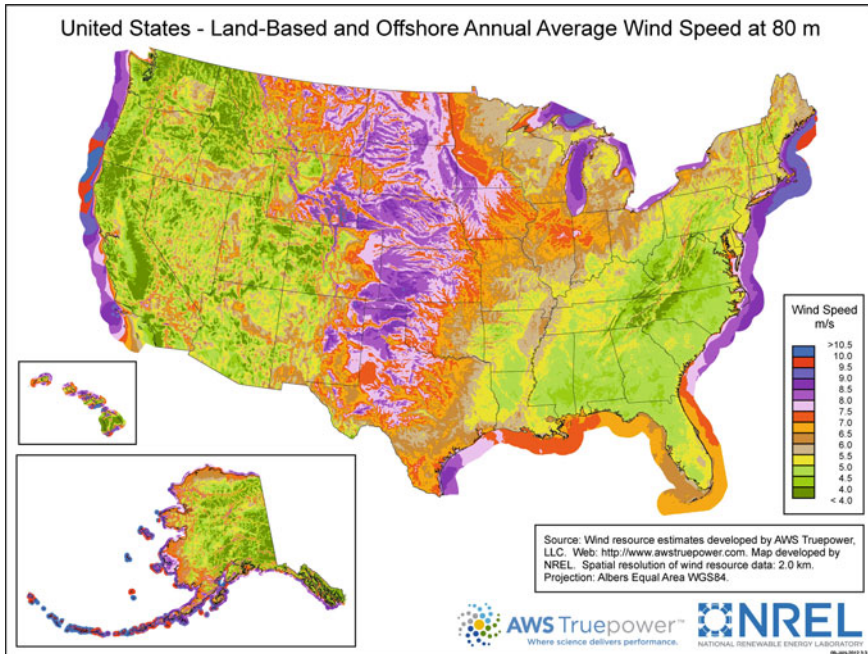 United States - Land-Based and Offshore Annual Average Wind Speed at 80 m
Wind Speed
m/s
>10.5
10.0
9.5
9.0
8.5
8.0
7.5
7.0
6.5
6.0
5.5
5.0
4.5
4.0
< 4.0
Source: Wind resource estimates developed by AWS Truepower,
LLC. Web: http://www.awstruepower.com. Map developed by
NREL. Spatial resolution of wind resource data: 2.0 km.
Projection: Albers Equal Area WGS84.
AWS Truepower™
Where science delivers performance.
NREL
NATIONAL RENEWABLE ENERGY LABORATORY